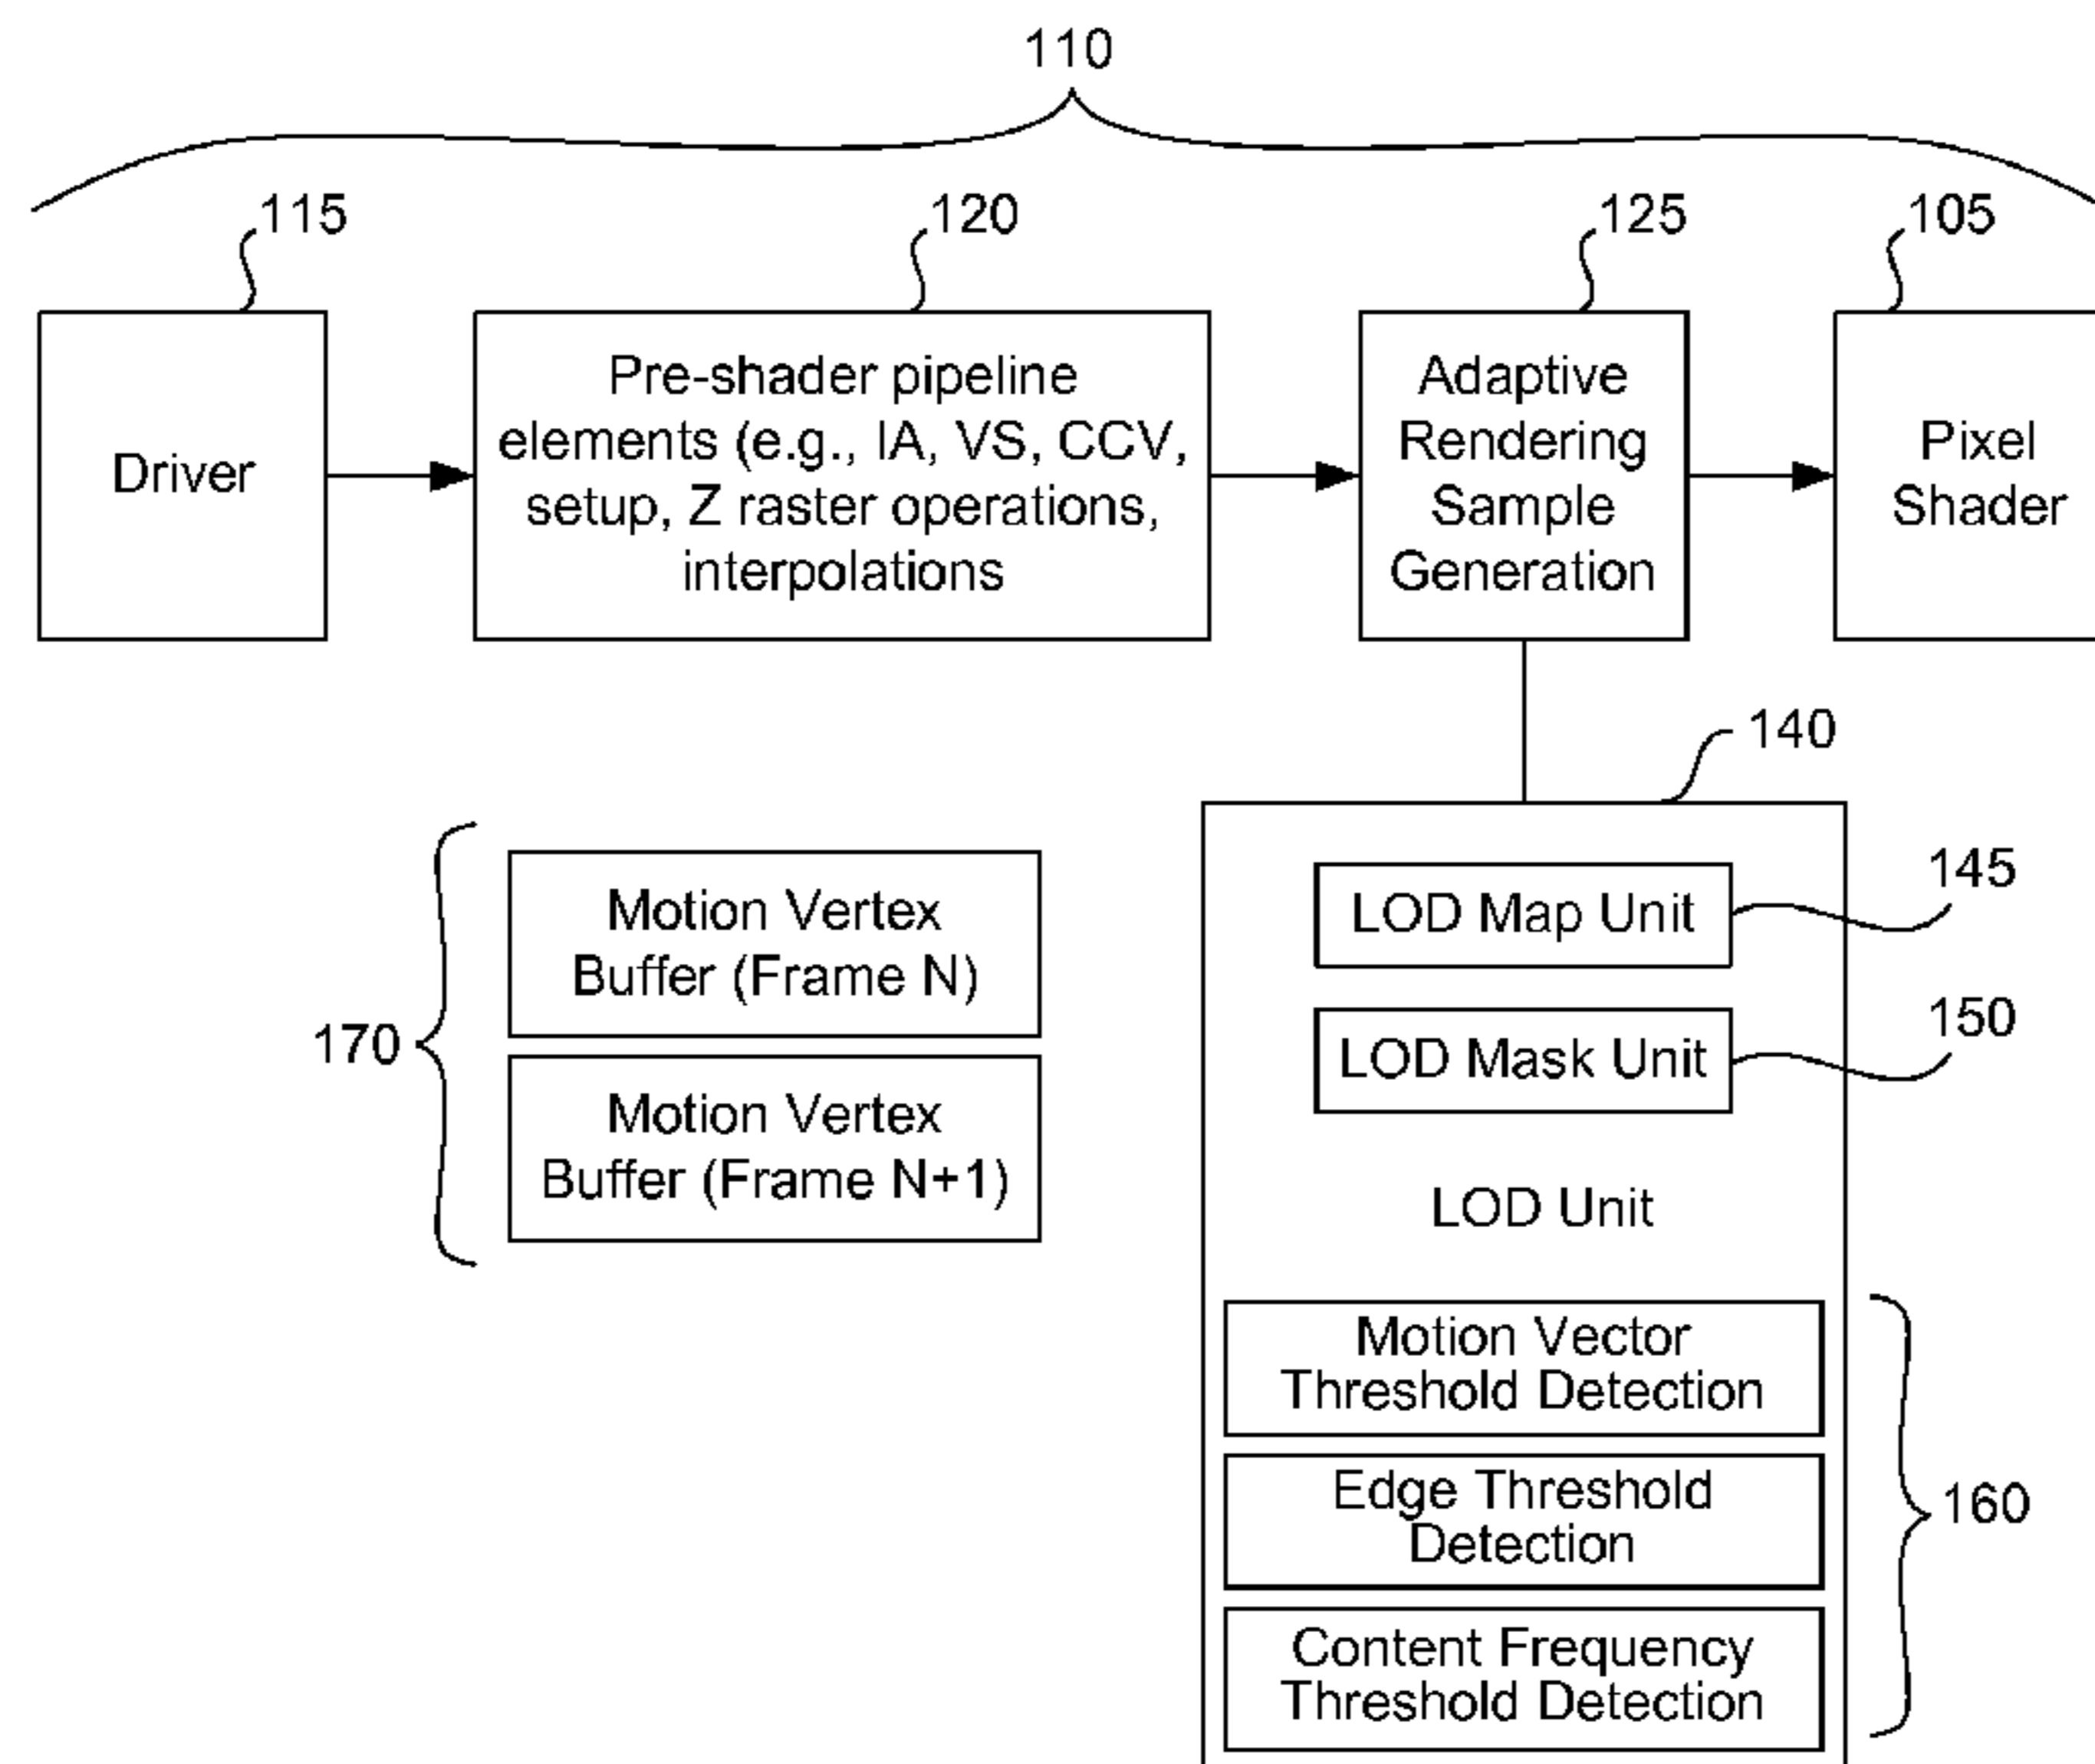 110
115
120
125
105
Driver
Pre-shader pipeline
elements (e.g., IA, VS, CCV,
setup, Z raster operations,
interpolations
Adaptive
Rendering
Sample
Generation
Pixel
Shader
140
170
Motion Vertex
Buffer (Frame N)
Motion Vertex
Buffer (Frame N+1)
LOD Map Unit
145
LOD Mask Unit
150
LOD Unit
Motion Vector
Threshold Detection
Edge Threshold
Detection
Content Frequency
Threshold Detection
160